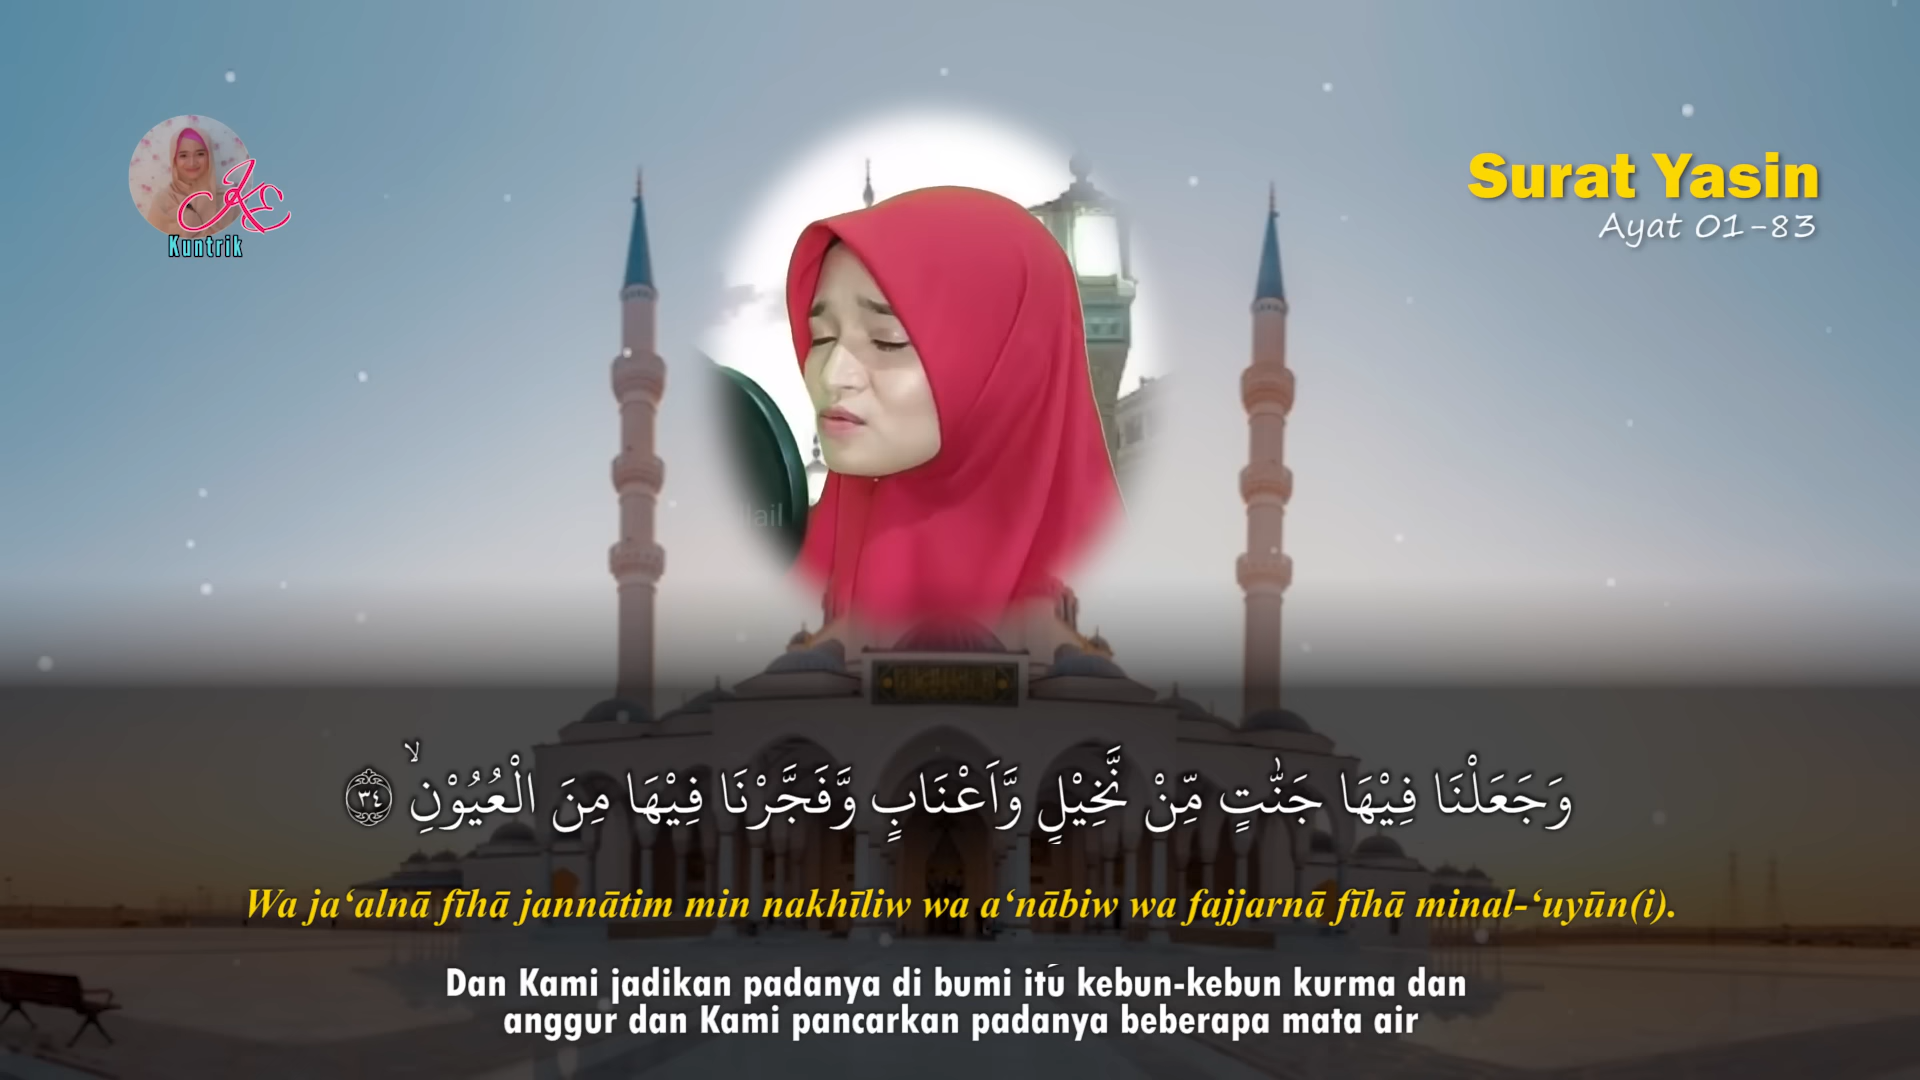 Kuntrik
Surat Yasin
Ayat 01-83
وَجَعَلْنَا فِيْهَا جَنّٰتٍ مِّنْ نَّخِيْلٍ وَّاَعْنَابٍ وَّفَجَّرْنَا فِيْهَا مِنَ الْعُيُوْنِۙ ٣٤
Wa ja‘alnā fīhā jannātim min nakhīliw wa a‘nābiw wa fajjarnā fīhā minal-‘uyūn(i).
Dan Kami jadikan padanya di bumi itu kebun-kebun kurma dan
anggur dan Kami pancarkan padanya beberapa mata air